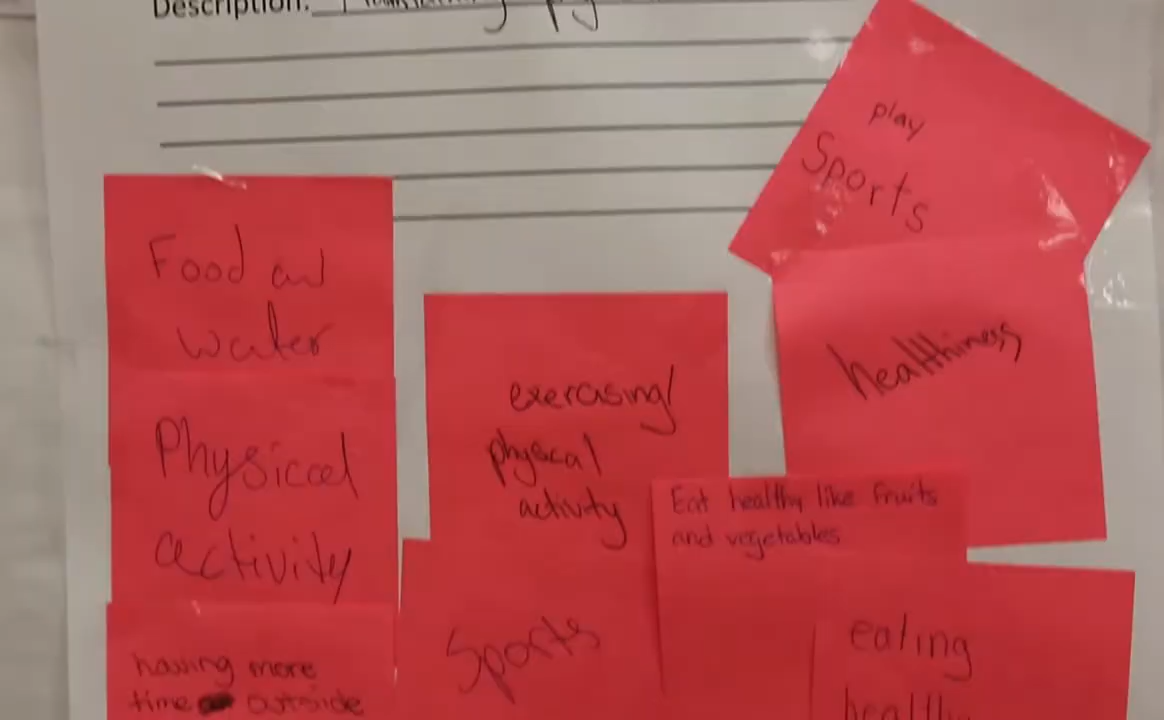 Description:
play
Sports
Food and
water
healthiness
exercising/
physical
activity
Physical
activity
Eat healthy like fruits
and vegetables
Sports
eating
having more
time outside